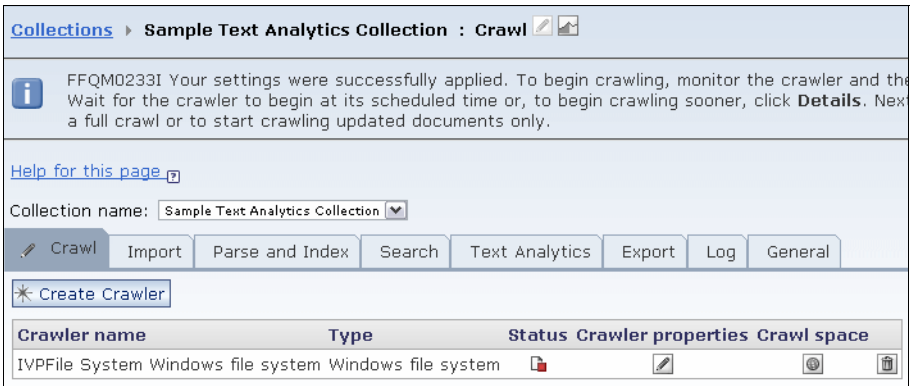 Collections ▸ Sample Text Analytics Collection : Crawl
FFQM0233I Your settings were successfully applied. To begin crawling, monitor the crawler and the
Wait for the crawler to begin at its scheduled time or, to begin crawling sooner, click Details. Next
a full crawl or to start crawling updated documents only.
Help for this page ?
Collection name: Sample Text Analytics Collection
Crawl Import Parse and Index Search Text Analytics Export Log General
Create Crawler
Crawler name Type Status Crawler properties Crawl space
IVPFile System Windows file system Windows file system